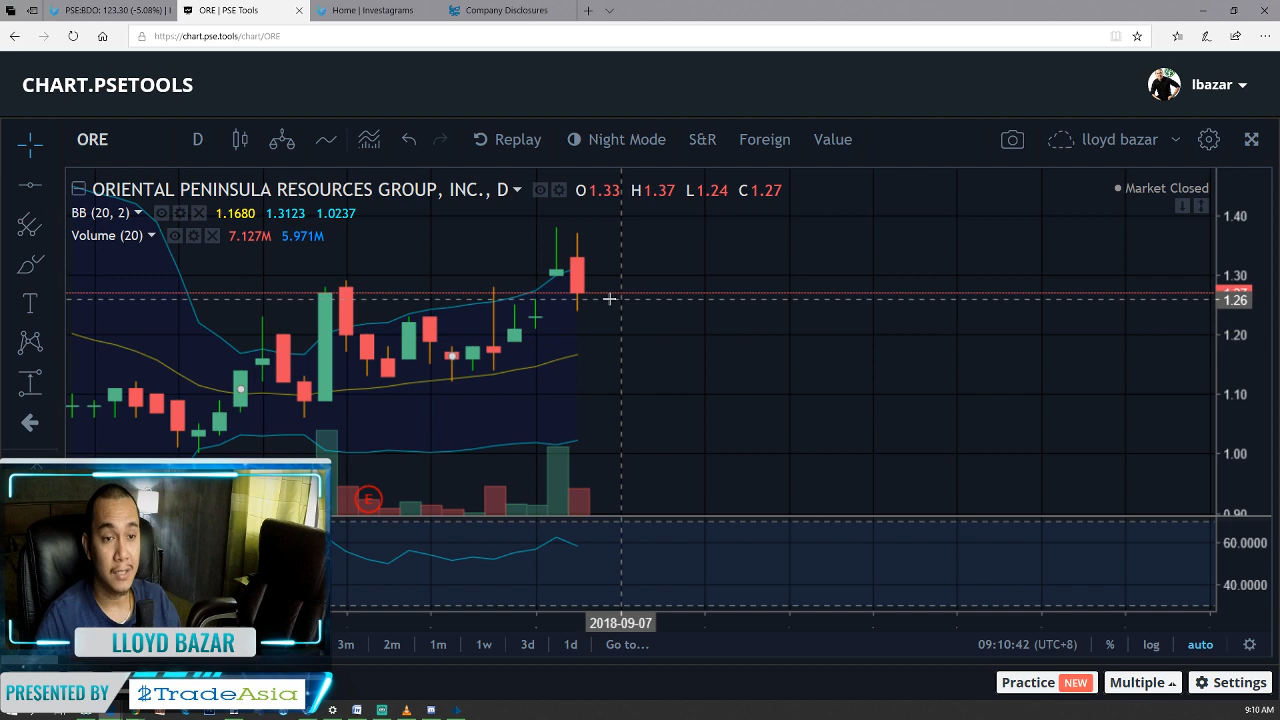 PSE:BDO: 123.30 (-5.08%) | I
ORE | PSE Tools
Home | Investagrams
Company Disclosures
https://chart.pse.tools/chart/ORE
CHART.PSETOOLS
lbazar
ORE
D
Replay
Night Mode
S&R
Foreign
Value
lloyd bazar
ORIENTAL PENINSULA RESOURCES GROUP, INC., D
O 1.33 H 1.37 L 1.24 C 1.27
Market Closed
BB (20, 2) 1.1680 1.3123 1.0237
Volume (20) 7.127M 5.971M
1.40
1.30
1.27
1.26
1.20
1.10
1.00
0.90
E
60.0000
40.0000
2018-09-07
3m 2m 1m 1w 3d 1d Go to...
09:10:42 (UTC+8) % log auto
LLOYD BAZAR
PRESENTED BY
$TradeAsia
Practice NEW
Multiple
Settings
9:10 AM